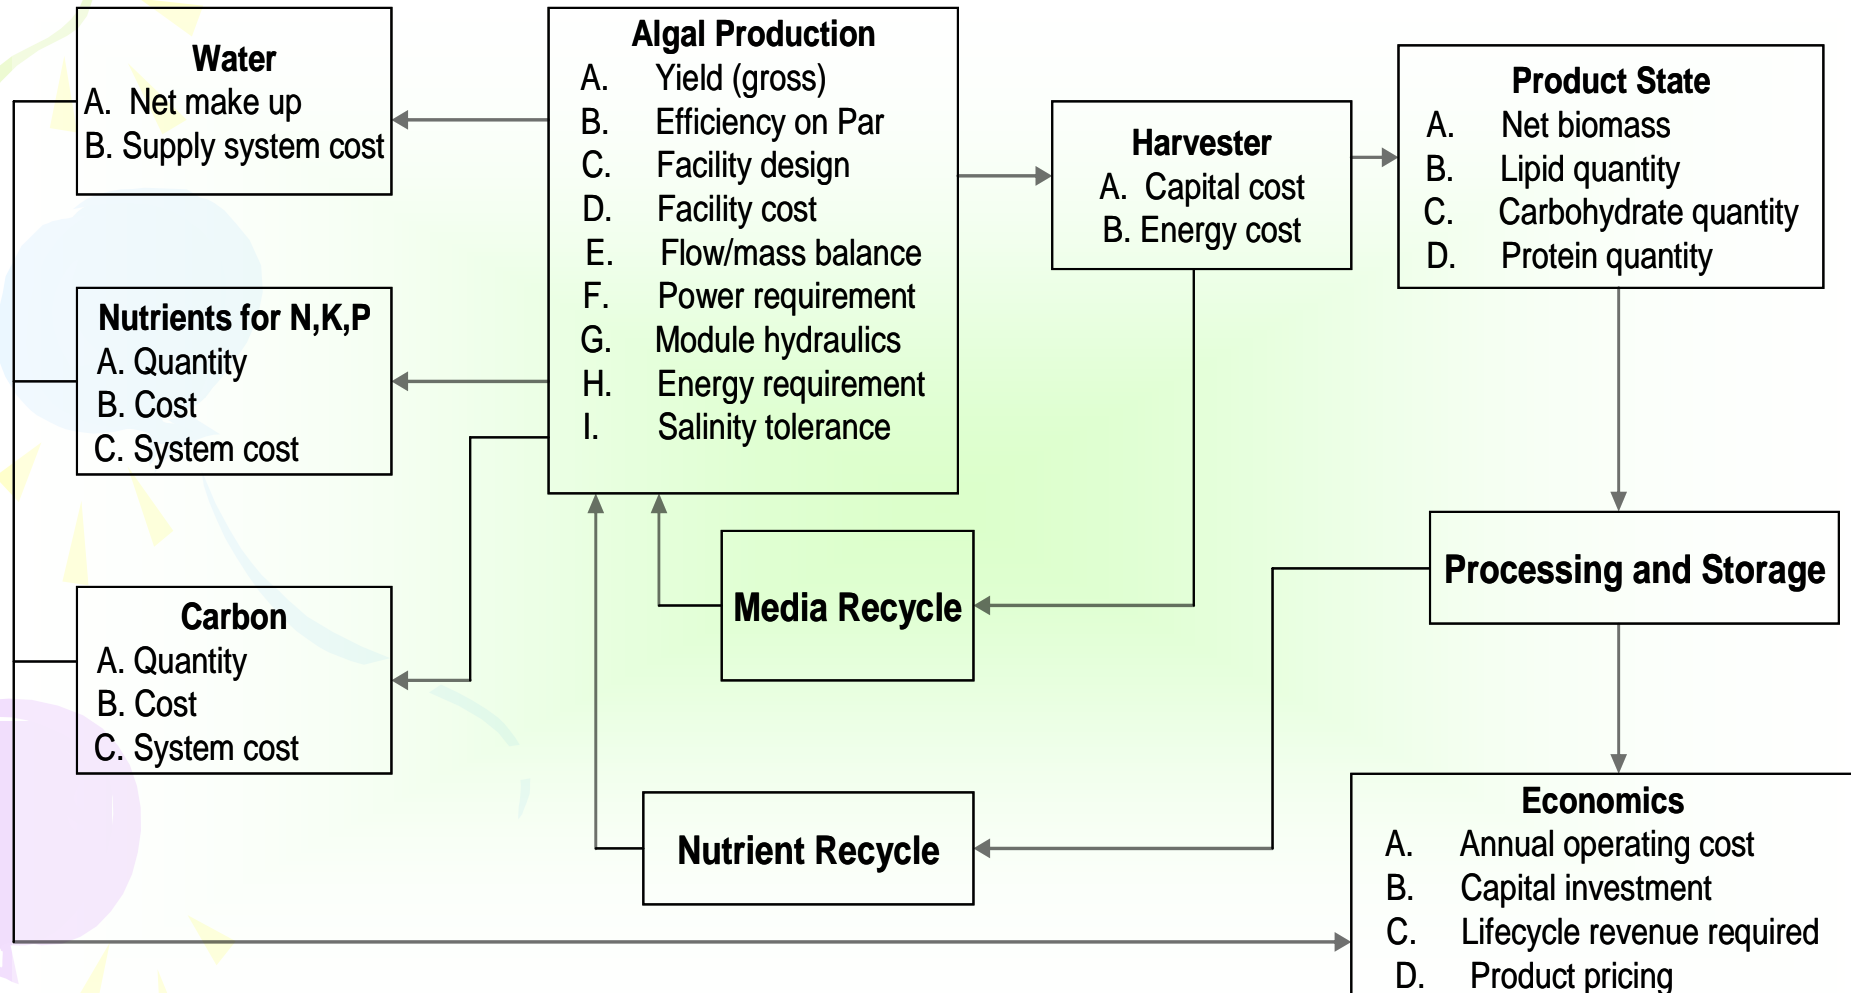 Water
A. Net make up
B. Supply system cost
Algal Production
A. Yield (gross)
B. Efficiency on Par
C. Facility design
D. Facility cost
E. Flow/mass balance
F. Power requirement
G. Module hydraulics
H. Energy requirement
I. Salinity tolerance
Harvester
A. Capital cost
B. Energy cost
Product State
A. Net biomass
B. Lipid quantity
C. Carbohydrate quantity
D. Protein quantity
Nutrients for N,K,P
A. Quantity
B. Cost
C. System cost
Carbon
A. Quantity
B. Cost
C. System cost
Media Recycle
Processing and Storage
Nutrient Recycle
Economics
A. Annual operating cost
B. Capital investment
C. Lifecycle revenue required
D. Product pricing